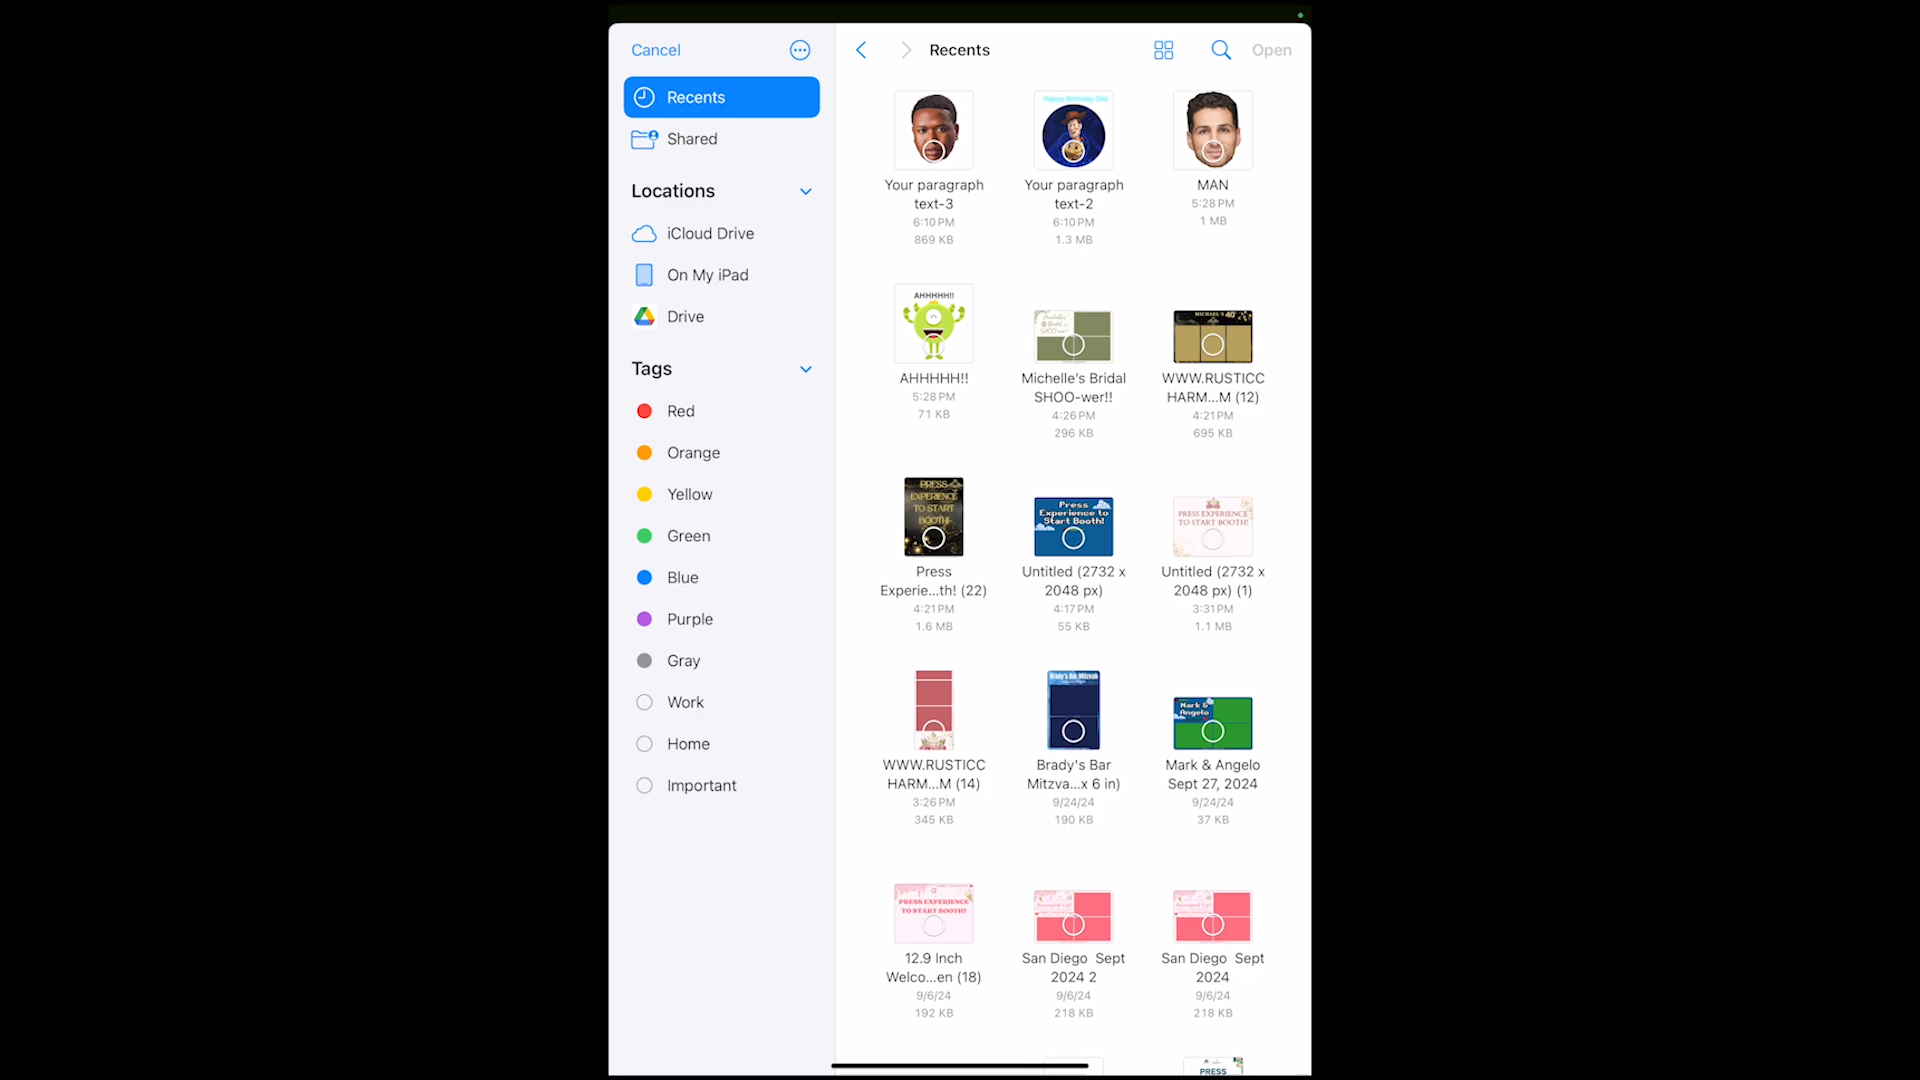 Cancel
Recents
Shared
Locations
iCloud Drive
On My iPad
Drive
Tags
Red
Orange
Yellow
Green
Blue
Purple
Gray
Work
Home
Important
Recents
Open
Your paragraph
text-3
6:10 PM
869 KB
Your paragraph
text-2
6:10 PM
1.3 MB
MAN
5:28 PM
1 MB
AHHHHH!!
AHHHHH!!
5:28 PM
71 KB
Michelle's Bridal
SHOO-wer!!
4:26 PM
296 KB
MICHAEL'S 40
WWW.RUSTICC
HARM...M (12)
4:21 PM
695 KB
PRESS
EXPERIENCE
TO START
BOOTH!
Press
Experie...th! (22)
4:21 PM
1.6 MB
Press
Experience to
Start Booth!
Untitled (2732 x
2048 px)
4:17 PM
55 KB
PRESS EXPERIENCE
TO START BOOTH!
Untitled (2732 x
2048 px) (1)
3:31 PM
1.1 MB
WWW.RUSTICC
HARM...M (14)
3:26 PM
345 KB
Brady's Bar Mitzvah
Brady's Bar
Mitzva...x 6 in)
9/24/24
190 KB
Mark &
Angelo
Mark & Angelo
Sept 27, 2024
9/24/24
37 KB
PRESS EXPERIENCE
TO START BOOTH!
12.9 Inch
Welco...en (18)
9/6/24
192 KB
San Diego Sept
2024 2
9/6/24
218 KB
San Diego Sept
2024
9/6/24
218 KB
PRESS